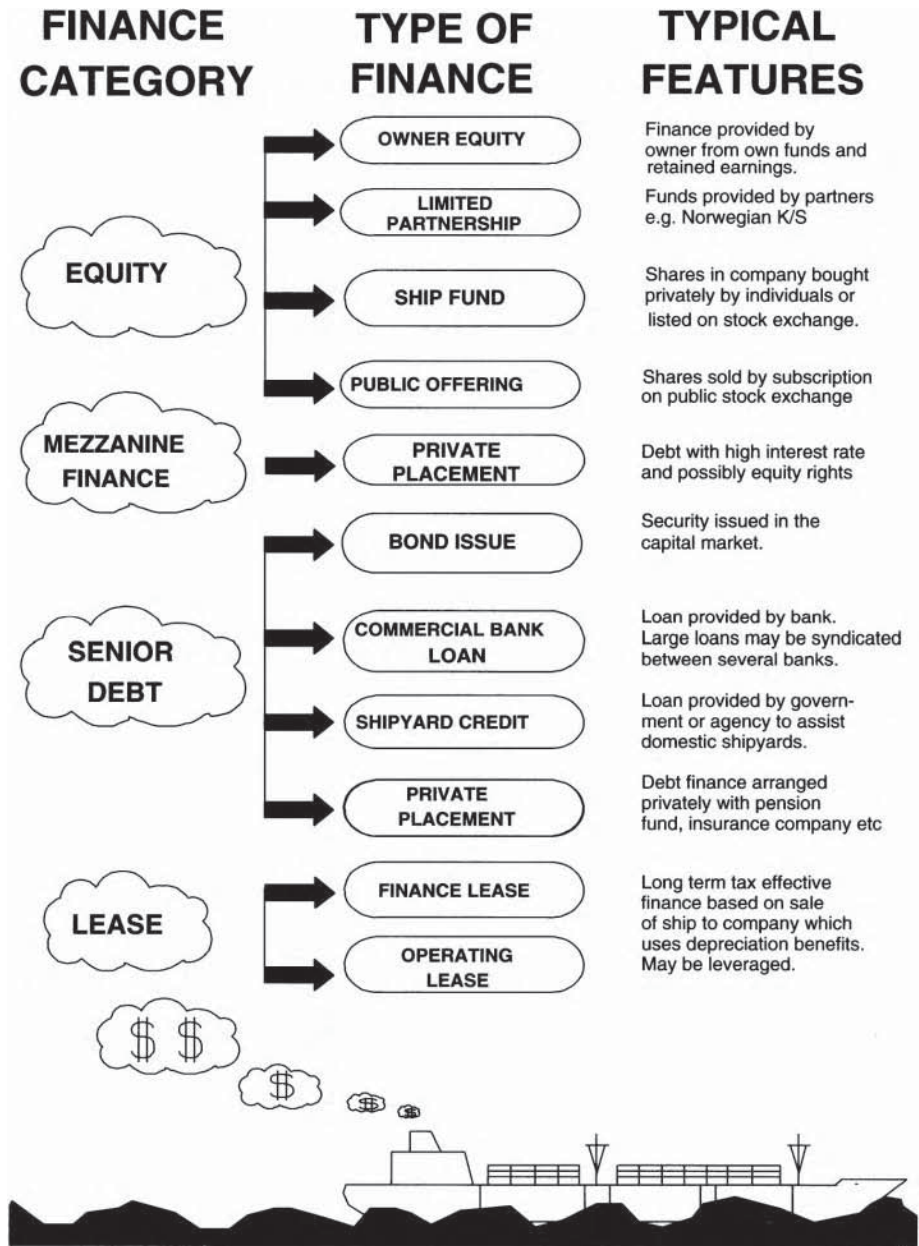 FINANCE
CATEGORY
TYPE OF
FINANCE
TYPICAL
FEATURES
EQUITY
OWNER EQUITY
Finance provided by
owner from own funds and
retained earnings.
LIMITED
PARTNERSHIP
Funds provided by partners
e.g. Norwegian K/S
SHIP FUND
Shares in company bought
privately by individuals or
listed on stock exchange.
PUBLIC OFFERING
Shares sold by subscription
on public stock exchange
MEZZANINE
FINANCE
PRIVATE
PLACEMENT
Debt with high interest rate
and possibly equity rights
SENIOR
DEBT
BOND ISSUE
Security issued in the
capital market.
COMMERCIAL BANK
LOAN
Loan provided by bank.
Large loans may be syndicated
between several banks.
SHIPYARD CREDIT
Loan provided by govern-
ment or agency to assist
domestic shipyards.
PRIVATE
PLACEMENT
Debt finance arranged
privately with pension
fund, insurance company etc
LEASE
FINANCE LEASE
OPERATING
LEASE
Long term tax effective
finance based on sale
of ship to company which
uses depreciation benefits.
May be leveraged.
$ $
$
$
$